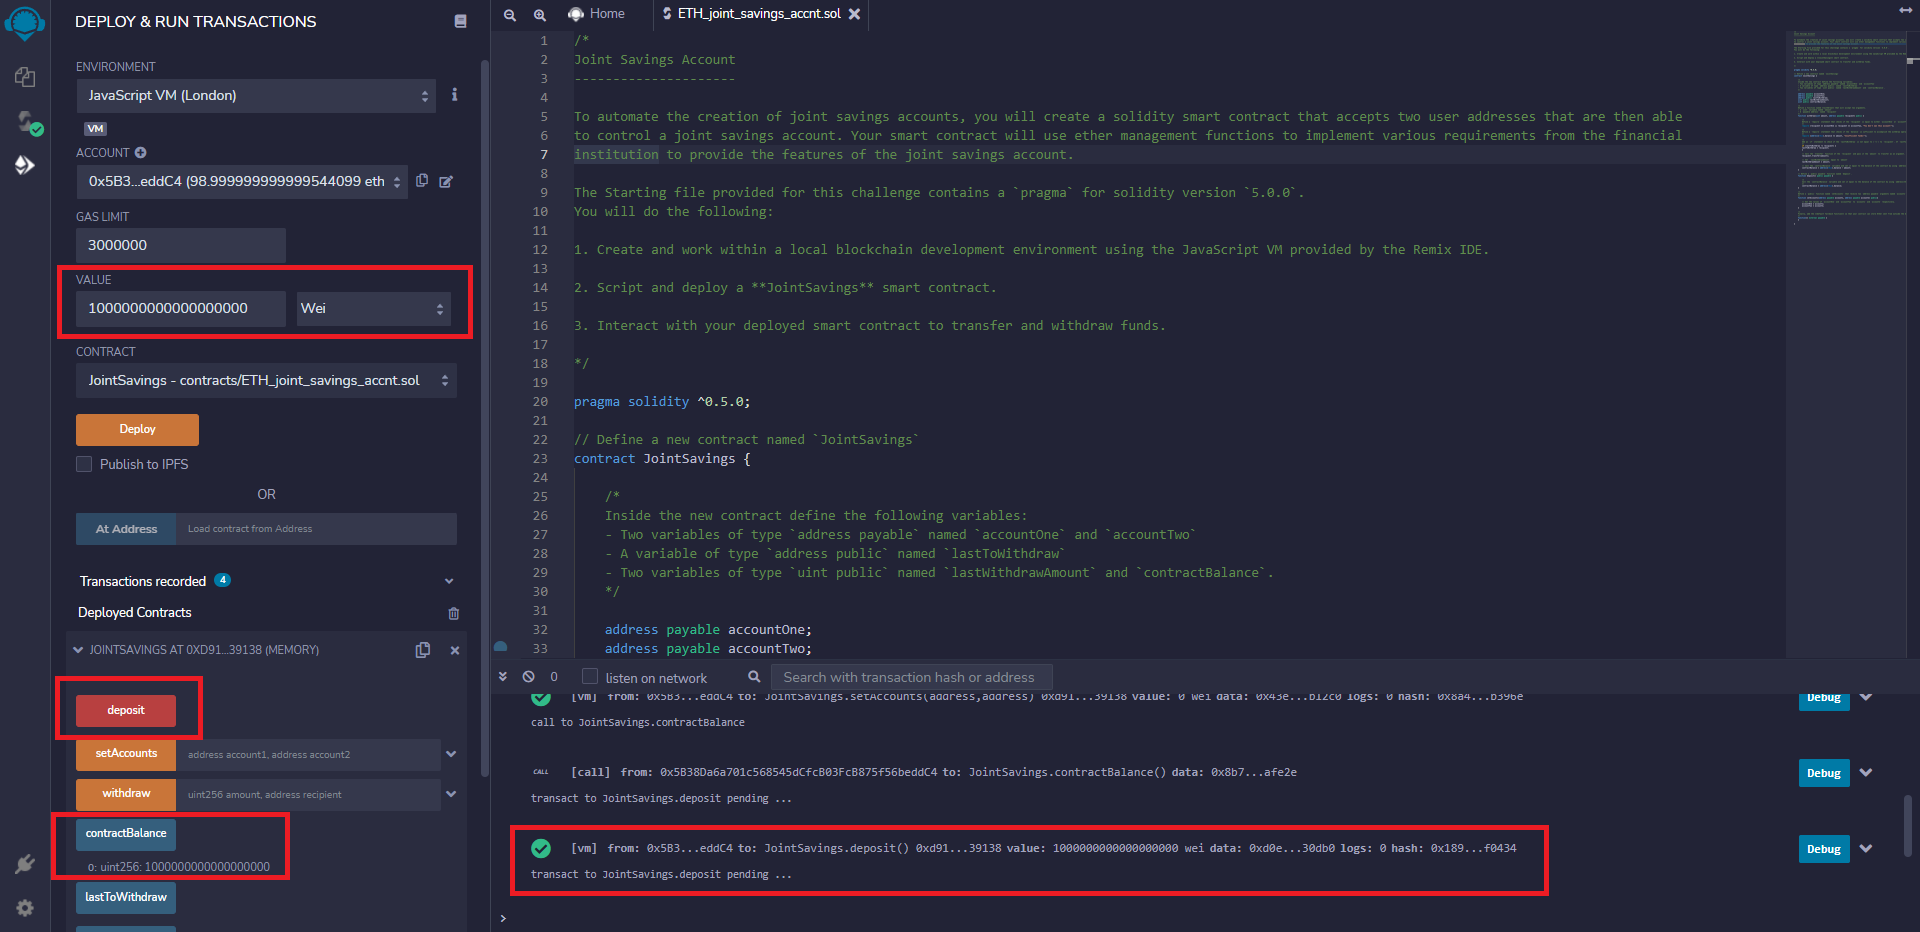 DEPLOY & RUN TRANSACTIONS
ENVIRONMENT
JavaScript VM (London)
VM
ACCOUNT
0x5B3...eddC4 (98.999999999999544099 eth
GAS LIMIT
3000000
VALUE
1000000000000000000
Wei
CONTRACT
JointSavings - contracts/ETH_joint_savings_accnt.sol
Deploy
Publish to IPFS
OR
At Address
Load contract from Address
Transactions recorded 4
Deployed Contracts
JOINTSAVINGS AT 0XD91...39138 (MEMORY)
deposit
setAccounts
address account1, address account2
withdraw
uint256 amount, address recipient
contractBalance
0: uint256: 1000000000000000000
lastToWithdraw
Home
ETH_joint_savings_accnt.sol
1 /*
2 Joint Savings Account
3 ---------------------
4
5 To automate the creation of joint savings accounts, you will create a solidity smart contract that accepts two user addresses that are then able
6 to control a joint savings account. Your smart contract will use ether management functions to implement various requirements from the financial
7 institution to provide the features of the joint savings account.
8
9 The Starting file provided for this challenge contains a `pragma` for solidity version `5.0.0`.
10 You will do the following:
11
12 1. Create and work within a local blockchain development environment using the JavaScript VM provided by the Remix IDE.
13
14 2. Script and deploy a **JointSavings** smart contract.
15
16 3. Interact with your deployed smart contract to transfer and withdraw funds.
17
18 */
19
20 pragma solidity ^0.5.0;
21
22 // Define a new contract named `JointSavings`
23 contract JointSavings {
24
25 /*
26 Inside the new contract define the following variables:
27 - Two variables of type `address payable` named `accountOne` and `accountTwo`
28 - A variable of type `address public` named `lastToWithdraw`
29 - Two variables of type `uint public` named `lastWithdrawAmount` and `contractBalance`.
30 */
31
32 address payable accountOne;
33 address payable accountTwo;
0
listen on network
Search with transaction hash or address
[vm] from: 0x5B3...eddC4 to: JointSavings.setAccounts(address,address) 0xd91...39138 value: 0 wei data: 0x43e...b12c0 logs: 0 hash: 0x8a4...b396e
Debug
call to JointSavings.contractBalance
CALL
[call] from: 0x5B38Da6a701c568545dCfcB03FcB875f56beddC4 to: JointSavings.contractBalance() data: 0x8b7...afe2e
Debug
transact to JointSavings.deposit pending ...
[vm] from: 0x5B3...eddC4 to: JointSavings.deposit() 0xd91...39138 value: 1000000000000000000 wei data: 0xd0e...30db0 logs: 0 hash: 0x189...f0434
Debug
transact to JointSavings.deposit pending ...
>